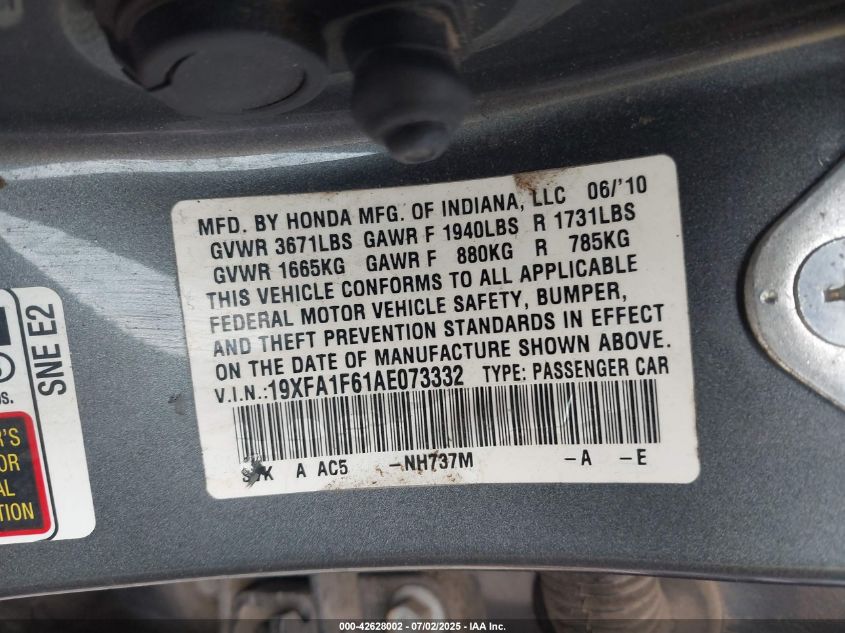 MFD. BY HONDA MFG. OF INDIANA, LLC 06/'10
GVWR 3671LBS GAWR F 1940LBS R 1731LBS
GVWR 1665KG GAWR F 880KG R 785KG
THIS VEHICLE CONFORMS TO ALL APPLICABLE
FEDERAL MOTOR VEHICLE SAFETY, BUMPER,
AND THEFT PREVENTION STANDARDS IN EFFECT
ON THE DATE OF MANUFACTURE SHOWN ABOVE.
V.I.N.:19XFA1F61AE073332 TYPE: PASSENGER CAR
A AC5 -NH737M -A -E
SNE E2
000-42628002 - 07/02/2025 - IAA, Inc.